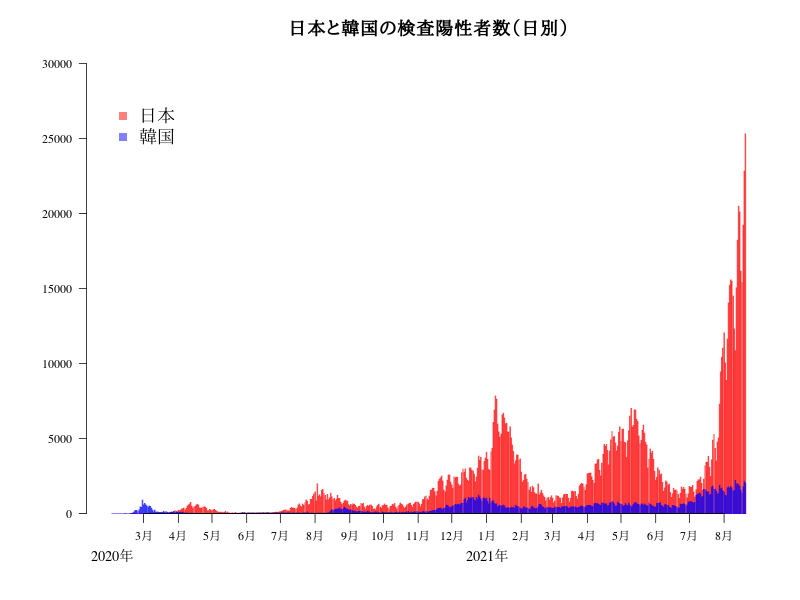 日本と韓国の検査陽性者数(日別)
30000
25000
20000
15000
10000
5000
0
日本
韓国
3月 4月 5月 6月 7月 8月 9月 10月 11月 12月 1月 2月 3月 4月 5月 6月 7月 8月
2020年 2021年